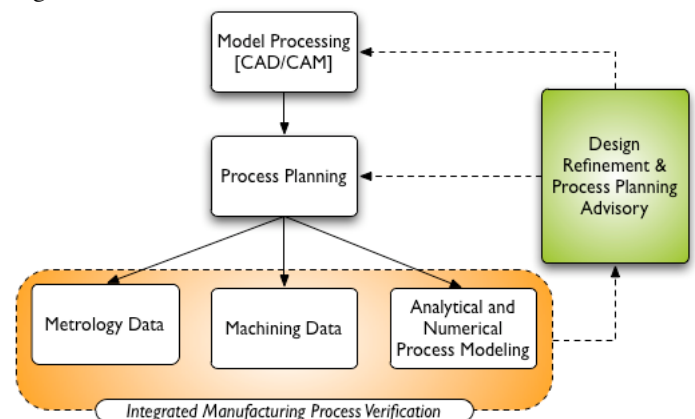 Model Processing
[CAD/CAM]
Process Planning
Design
Refinement &
Process Planning
Advisory
Metrology Data
Machining Data
Analytical and
Numerical
Process Modeling
Integrated Manufacturing Process Verification